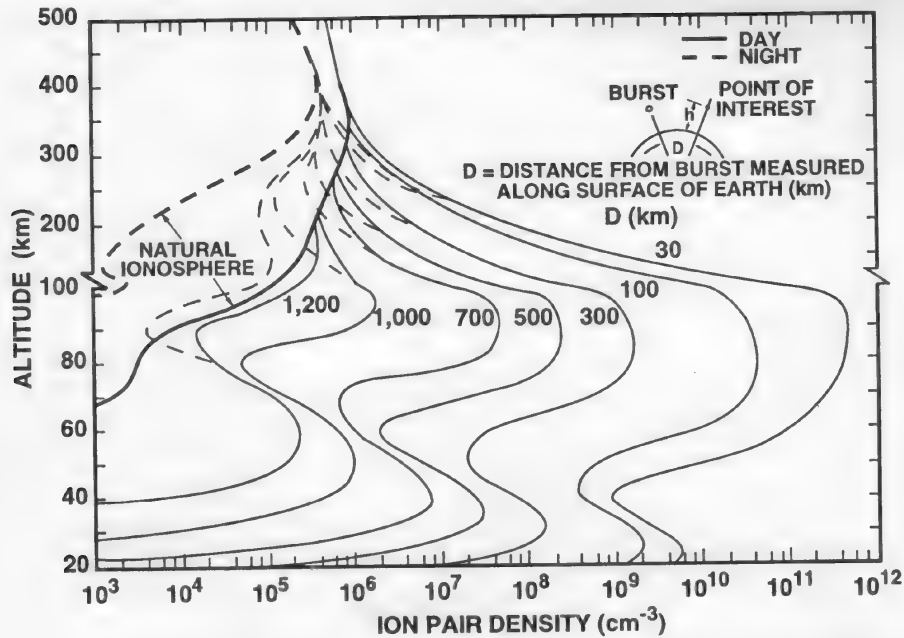 500
400
300
200
100
80
60
40
20
ALTITUDE (km)
DAY
NIGHT
BURST
POINT OF
INTEREST
h
D
D = DISTANCE FROM BURST MEASURED
ALONG SURFACE OF EARTH (km)
D (km)
30
NATURAL
IONOSPHERE
1,200
1,000
700
500
300
100
10³ 10⁴ 10⁵ 10⁶ 10⁷ 10⁸ 10⁹ 10¹⁰ 10¹¹ 10¹²
ION PAIR DENSITY (cm⁻³)